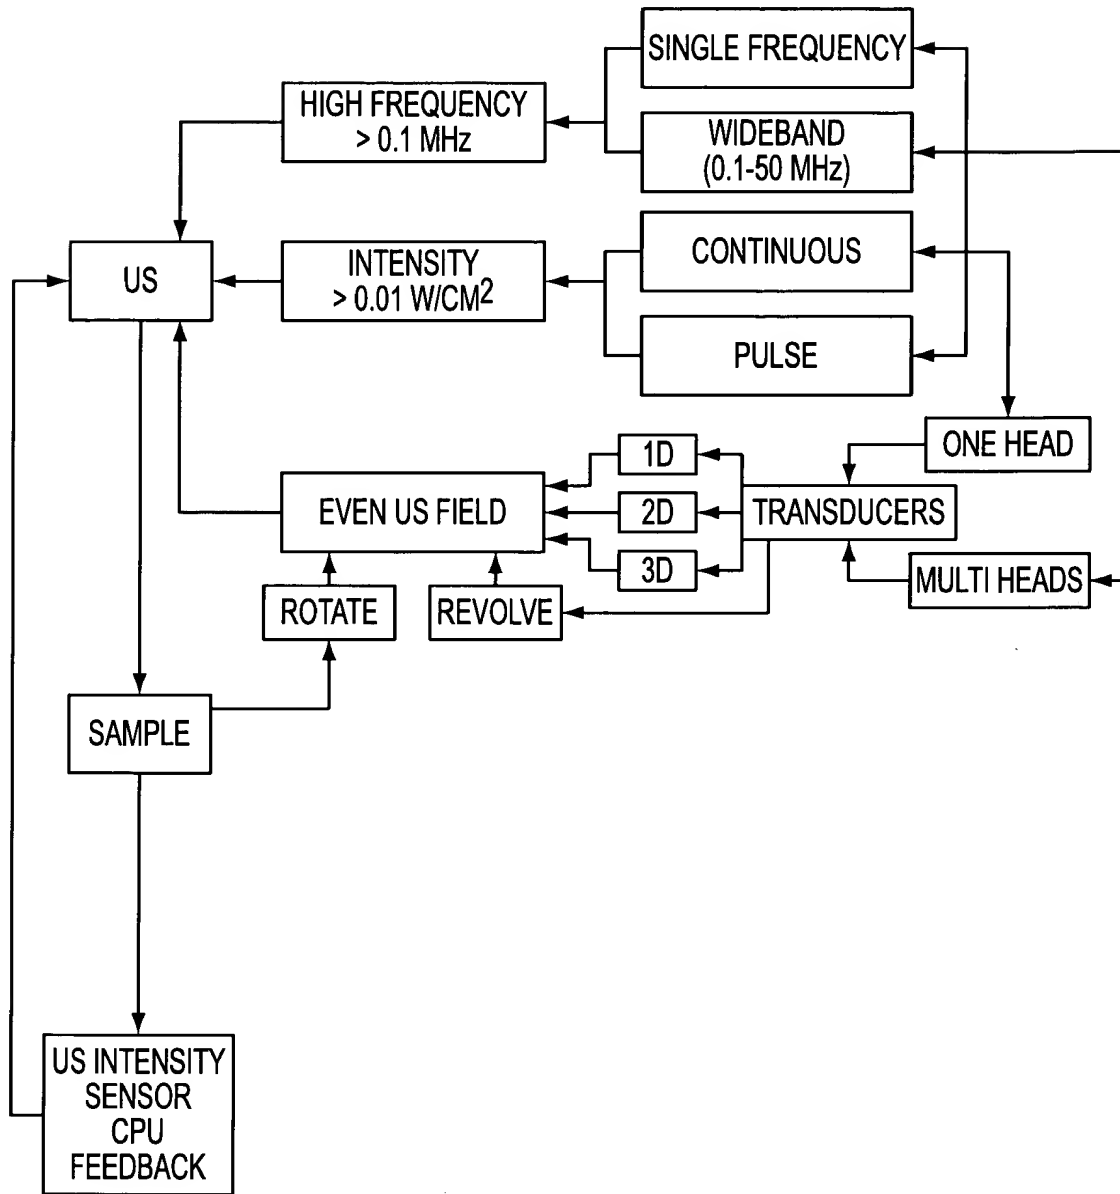 SINGLE FREQUENCY
HIGH FREQUENCY
> 0.1 MHz
WIDEBAND
(0.1-50 MHz)
US
INTENSITY
> 0.01 W/CM2
CONTINUOUS
PULSE
ONE HEAD
1D
EVEN US FIELD
2D
TRANSDUCERS
3D
MULTI HEADS
ROTATE
REVOLVE
SAMPLE
US INTENSITY
SENSOR
CPU
FEEDBACK